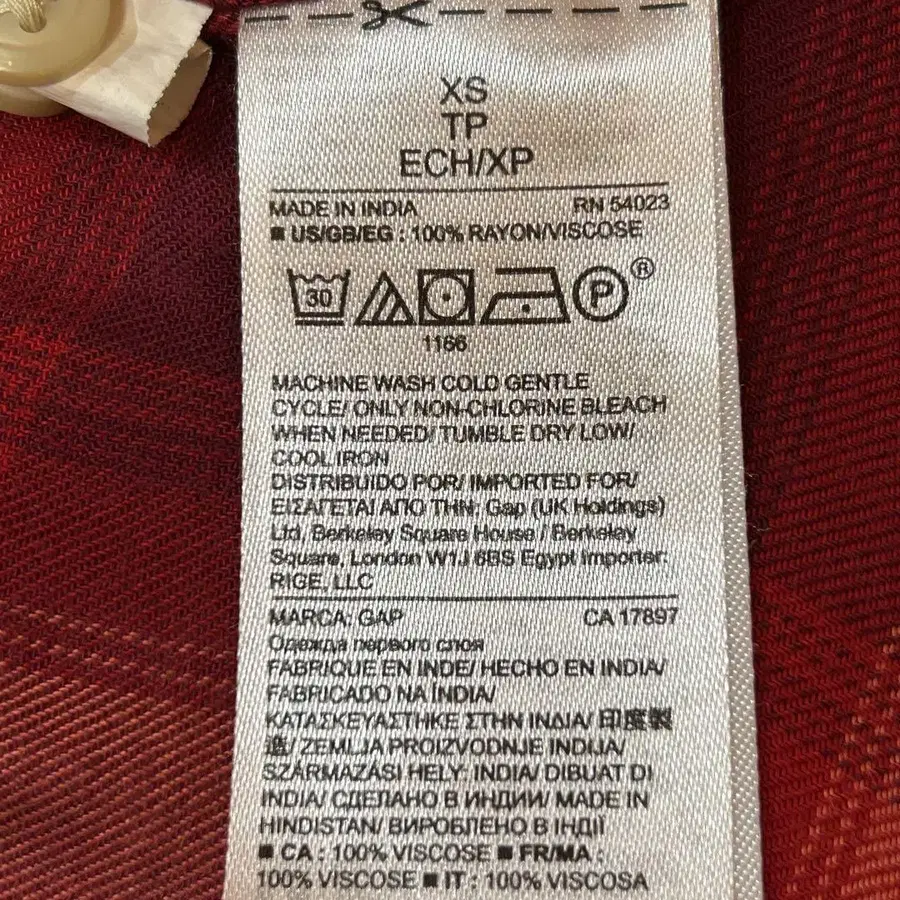 XS
TP
ECH/XP
MADE IN INDIA RN 54023
■ US/GB/EG : 100% RAYON/VISCOSE
30 P ®
1166
MACHINE WASH COLD GENTLE
CYCLE/ ONLY NON-CHLORINE BLEACH
WHEN NEEDED/ TUMBLE DRY LOW/
COOL IRON
DISTRIBUIDO POR/ IMPORTED FOR/
ΕΙΣΑΓΕΤΑΙ ΑΠΟ ΤΗΝ: Gap (UK Holdings)
Ltd, Berkeley Square House / Berkeley
Square, London W1J 6BS Egypt Importer:
RIGE, LLC
MARCA: GAP CA 17897
Одежда первого слоя
FABRIQUE EN INDE/ HECHO EN INDIA/
FABRICADO NA ÍNDIA/
ΚΑΤΑΣΚΕΥΑΣΤΗΚΕ ΣΤΗΝ ΙΝΔΙΑ/ 印度製
造/ ZEMLJA PROIZVODNJE INDIJA/
SZÁRMAZÁSI HELY: INDIA/ DIBUAT DI
INDIA/ СДЕЛАНО В ИНДИИ/ MADE IN
HINDISTAN/ ВИРОБЛЕНО В ІНДІЇ
■ CA : 100% VISCOSE ■ FR/MA :
100% VISCOSE ■ IT : 100% VISCOSA